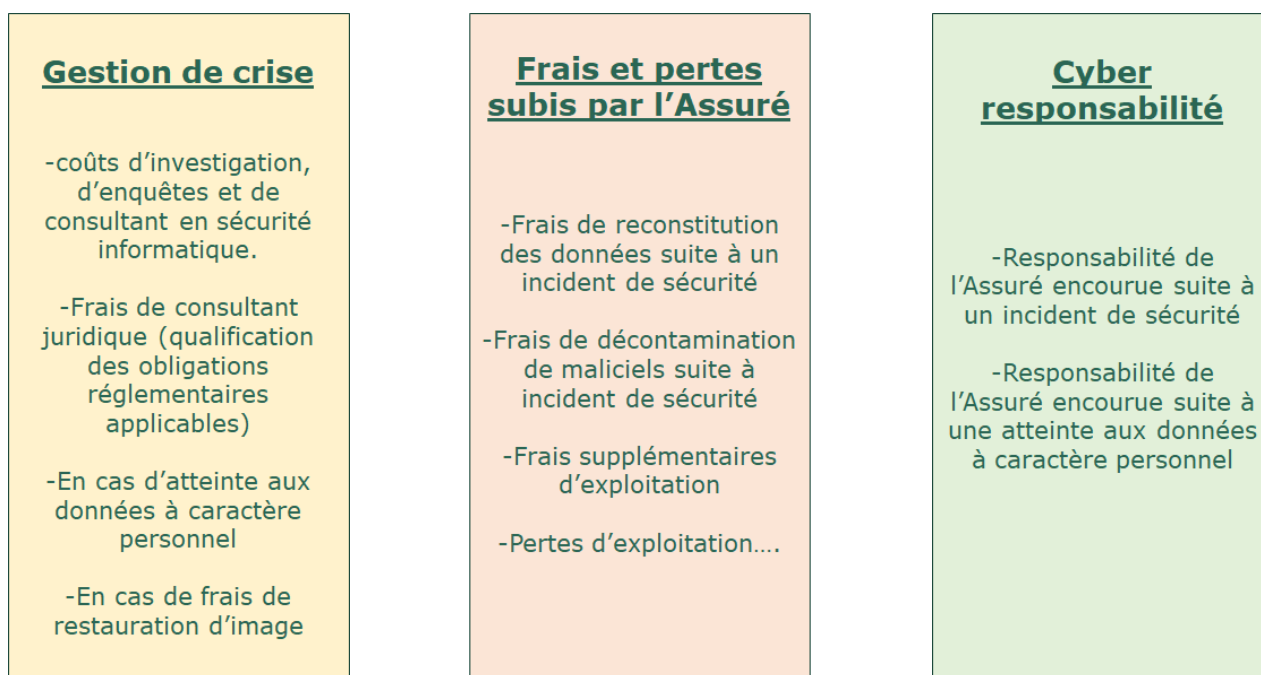 Gestion de crise
-coûts d’investigation,
d’enquêtes et de
consultant en sécurité
informatique.
-Frais de consultant
juridique (qualification
des obligations
réglementaires
applicables)
-En cas d’atteinte aux
données à caractère
personnel
-En cas de frais de
restauration d’image
Frais et pertes
subis par l’Assuré
-Frais de reconstitution
des données suite à un
incident de sécurité
-Frais de décontamination
de maliciels suite à
incident de sécurité
-Frais supplémentaires
d’exploitation
-Pertes d’exploitation….
Cyber
responsabilité
-Responsabilité de
l’Assuré encourue suite à
un incident de sécurité
-Responsabilité de
l’Assuré encourue suite à
une atteinte aux données
à caractère personnel